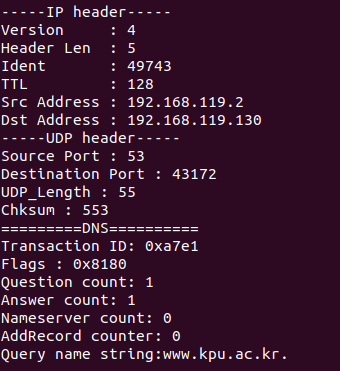 -----IP header-----
Version     : 4
Header Len  : 5
Ident       : 49743
TTL         : 128
Src Address : 192.168.119.2
Dst Address : 192.168.119.130
-----UDP header-----
Source Port : 53
Destination Port : 43172
UDP_Length : 55
Chksum : 553
=========DNS==========
Transaction ID: 0xa7e1
Flags : 0x8180
Question count: 1
Answer count: 1
Nameserver count: 0
AddRecord counter: 0
Query name string:www.kpu.ac.kr.